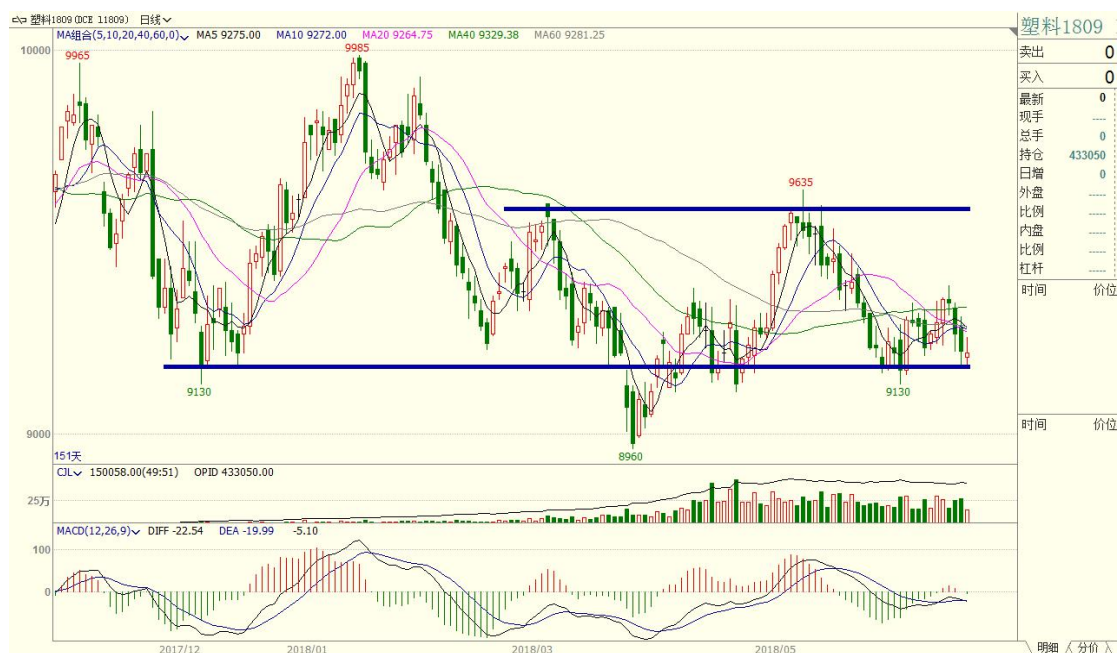 塑料1809(DCE l1809) 日线
MA组合(5,10,20,40,60,0) MA5 9275.00 MA10 9272.00 MA20 9264.75 MA40 9329.38 MA60 9281.25
10000
9965
9985
9635
9130
9130
8960
9000
151天
CJL 150058.00(49:51) OPID 433050.00
25万
MACD(12,26,9) DIFF -22.54 DEA -19.99 -5.10
100
0
2017/12 2018/01 2018/03 2018/05
塑料1809
卖出 0
买入 0
最新 0
现手 ----
总手 0
持仓 433050
日增 0
外盘 ----
比例 ----
内盘 ----
比例 ----
杠杆 ----
时间 价位
时间 价位
明细 分价